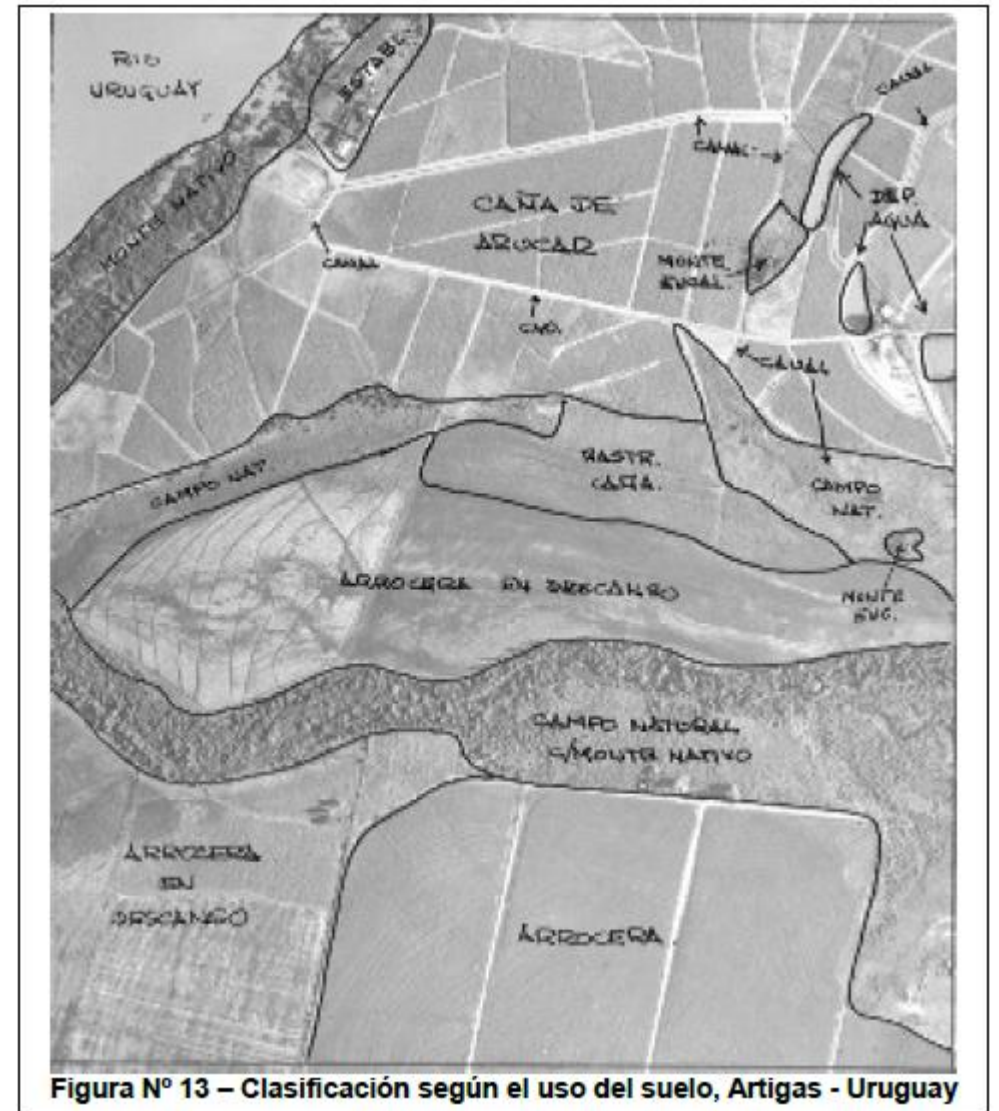 RIO
URUGUAY
ESTABL.
MONTE NATIVO
CANAL
CANAL
DEP.
AGUA
CAÑA DE
AZUCAR
MONTE
EUCAL.
CANAL
CNO.
CANAL
CAMPO NAT.
RASTR.
CAÑA.
CAMPO
NAT.
ARROCERA EN DESCANSO
MONTE
EUC.
CAMPO NATURAL
C/MONTE NATIVO
ARROCERA
EN
DESCANSO
ARROCERA
Figura Nº 13 – Clasificación según el uso del suelo, Artigas - Uruguay